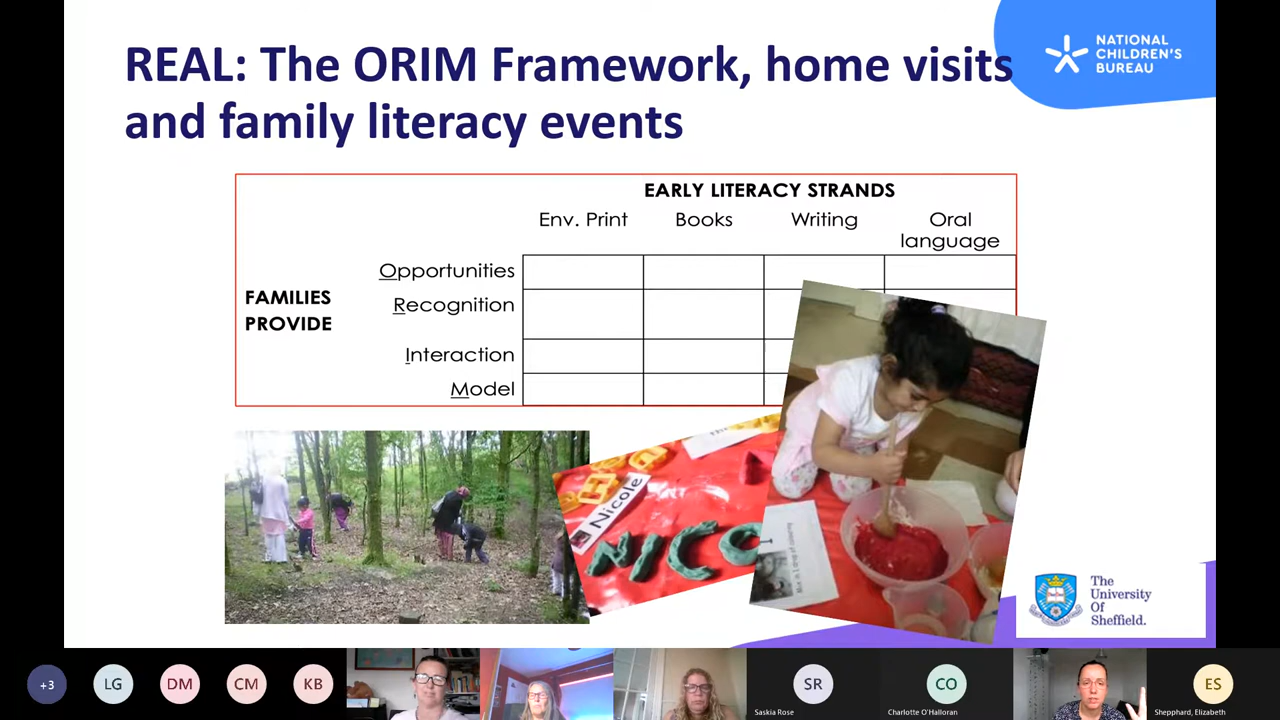 REAL: The ORIM Framework, home visits
and family literacy events
NATIONAL
CHILDREN'S
BUREAU
EARLY LITERACY STRANDS
Env. Print Books Writing Oral
language
Opportunities
FAMILIES
PROVIDE
Recognition
Interaction
Model
Nicole
NICO
The
University
Of
Sheffield.
+3 LG DM CM KB SR CO ES
Saskia Rose Charlotte O'Halloran Shepphard, Elizabeth